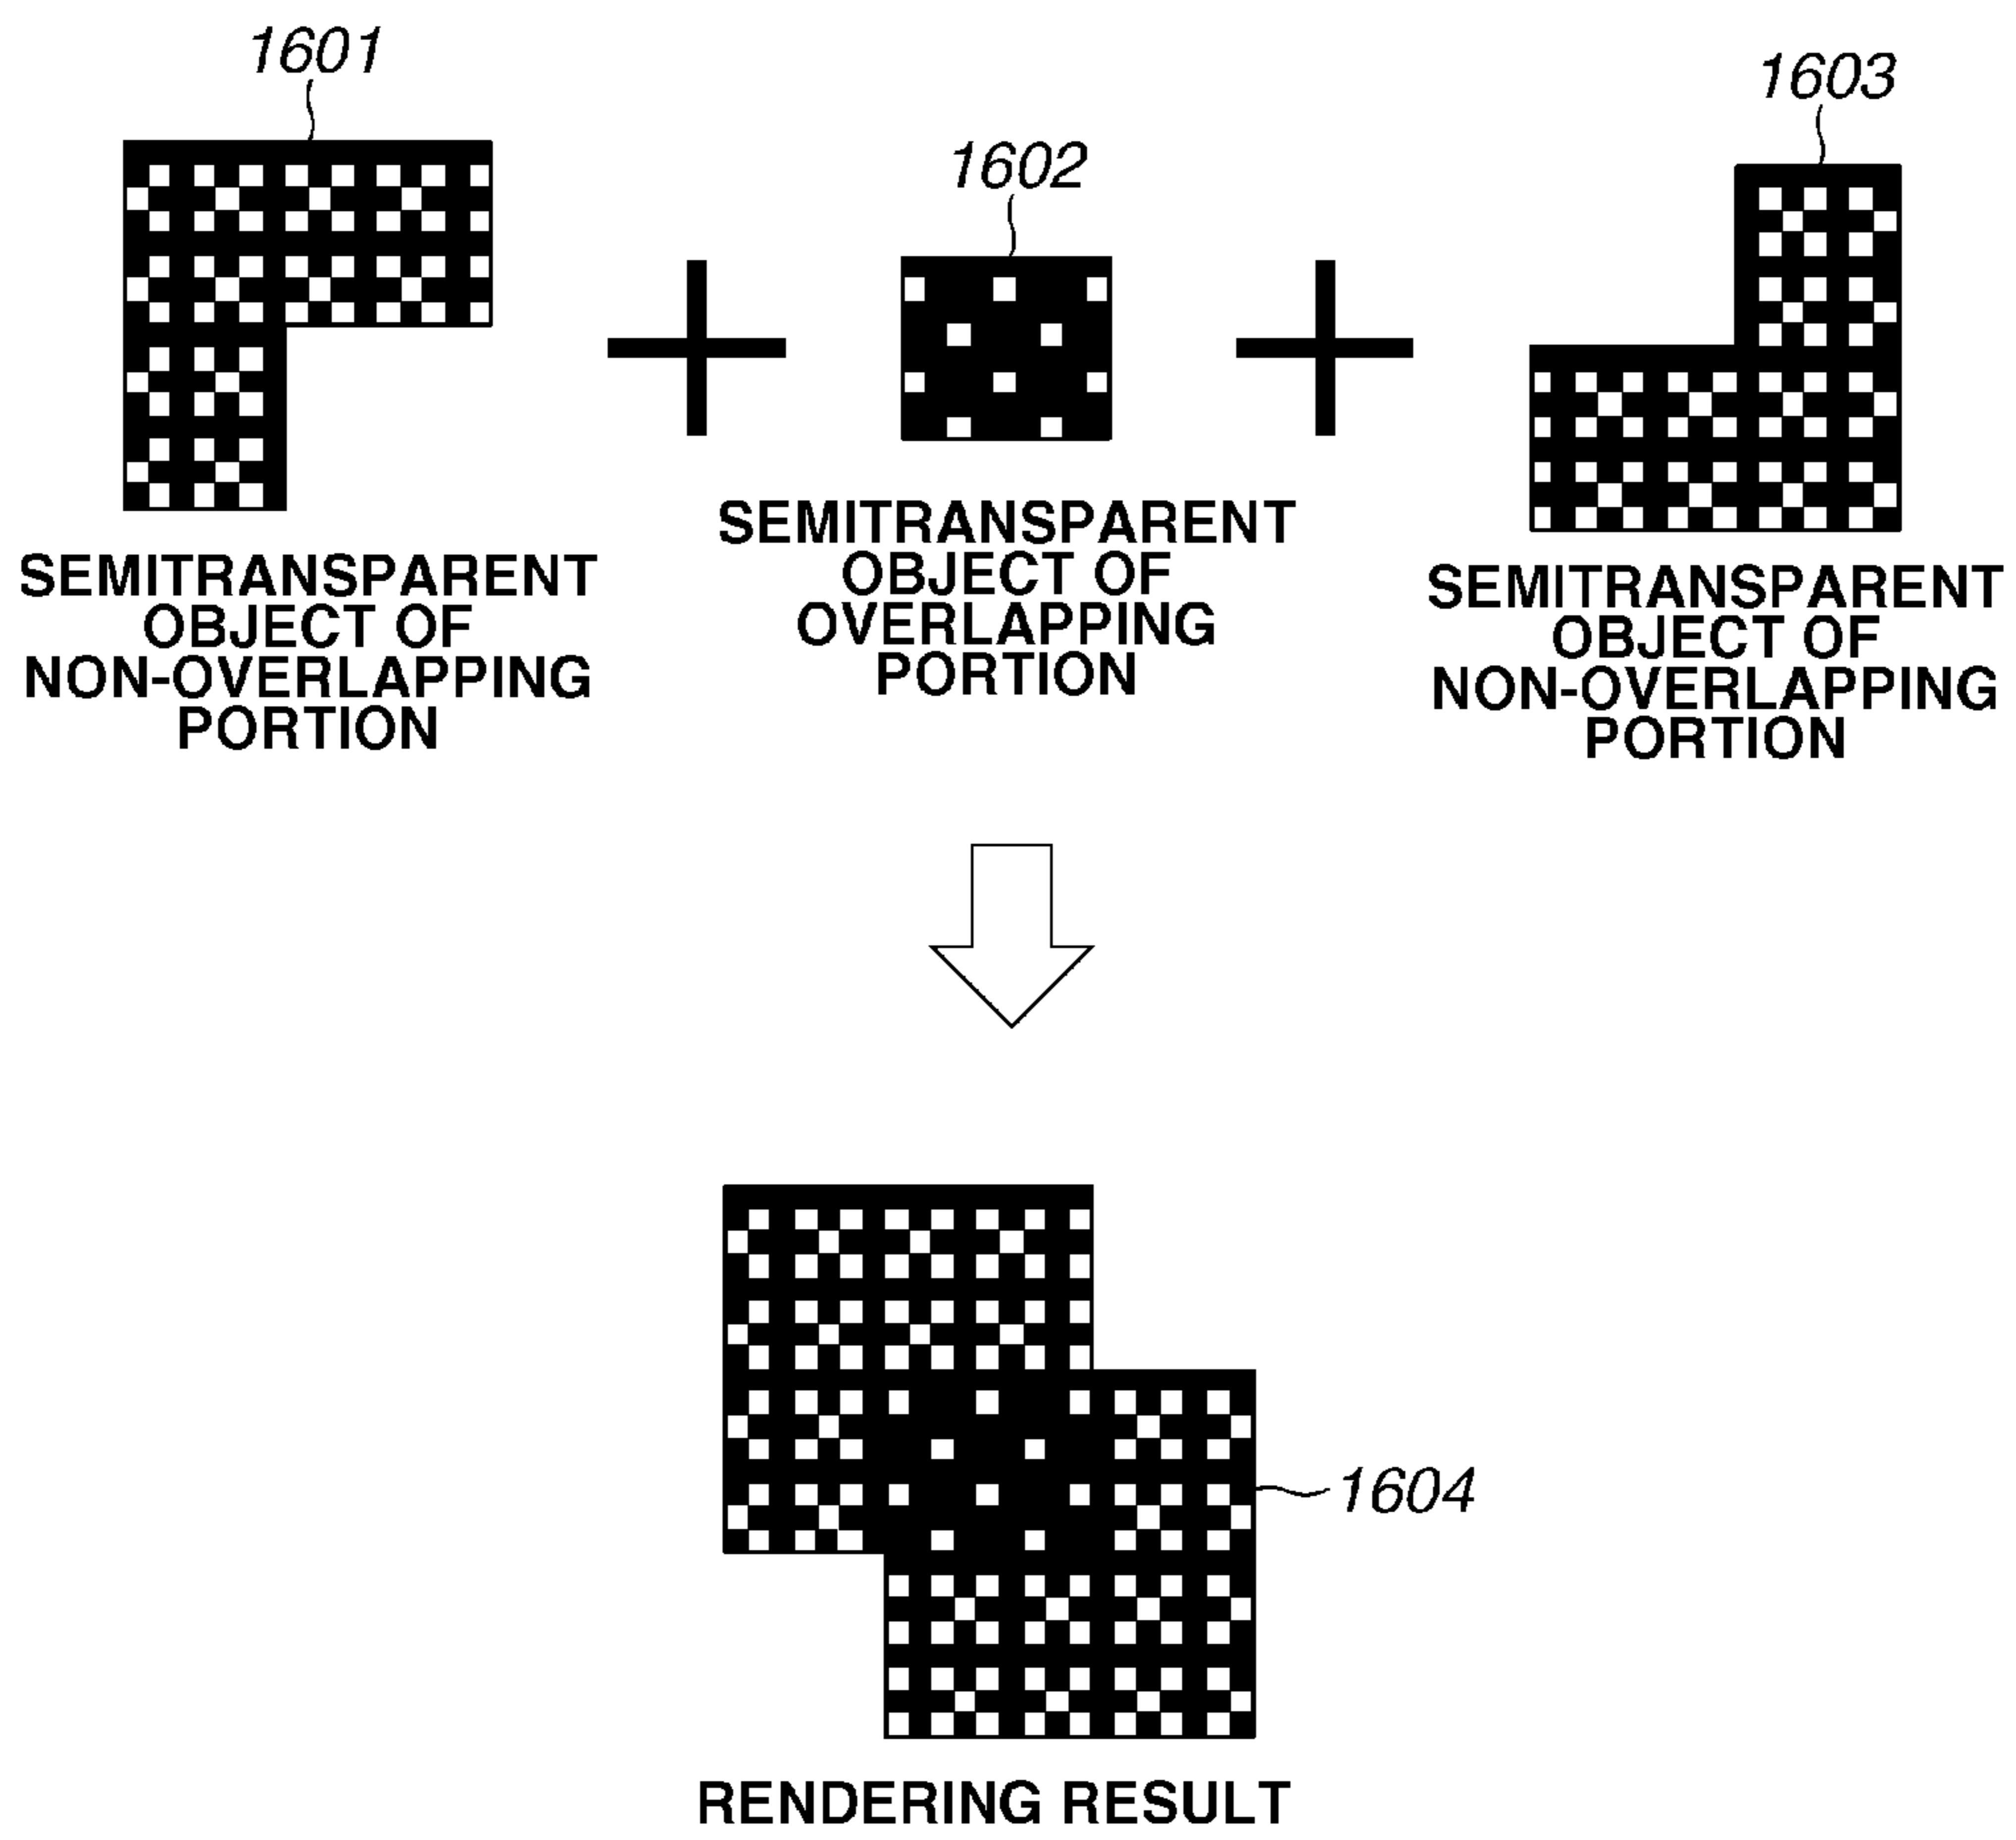 1601
1602
1603
SEMITRANSPARENT
OBJECT OF
NON-OVERLAPPING
PORTION
SEMITRANSPARENT
OBJECT OF
OVERLAPPING
PORTION
SEMITRANSPARENT
OBJECT OF
NON-OVERLAPPING
PORTION
1604
RENDERING RESULT